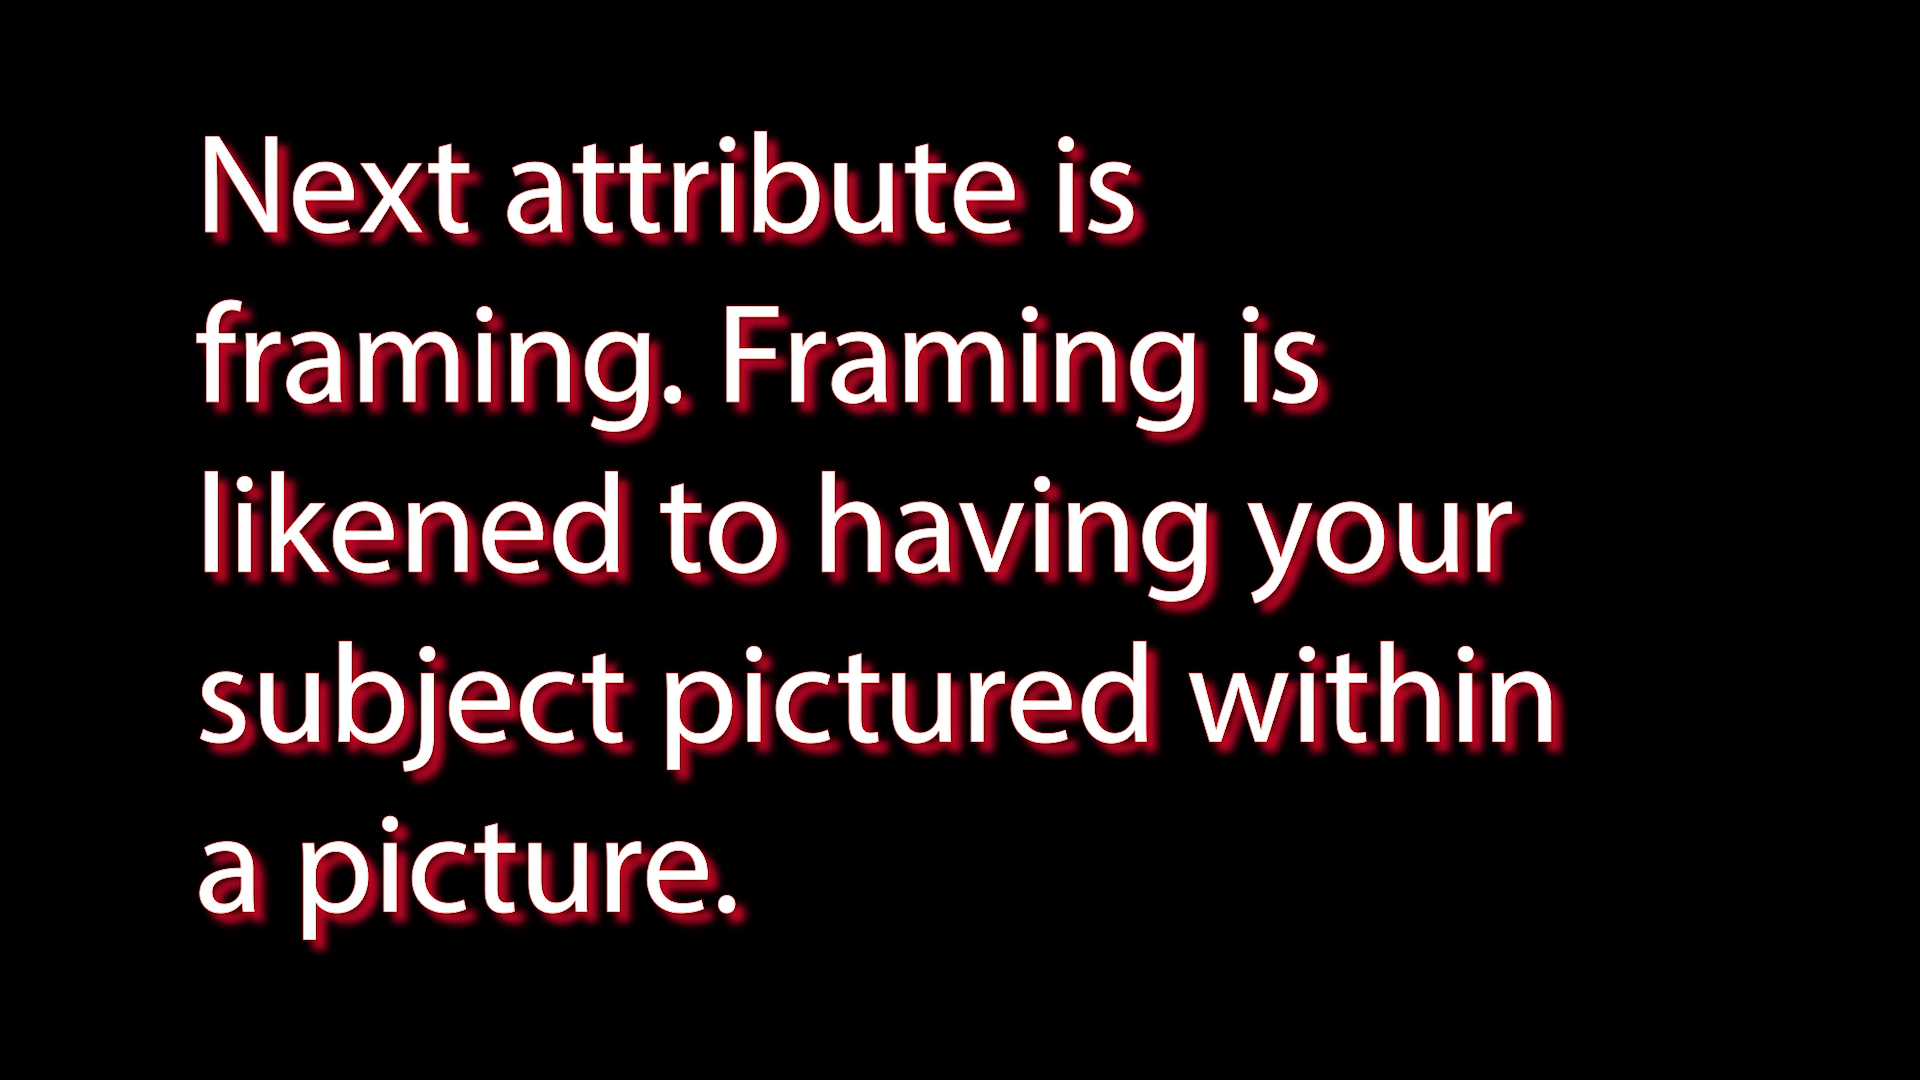 Next attribute is
framing. Framing is
likened to having your
subject pictured within
a picture.